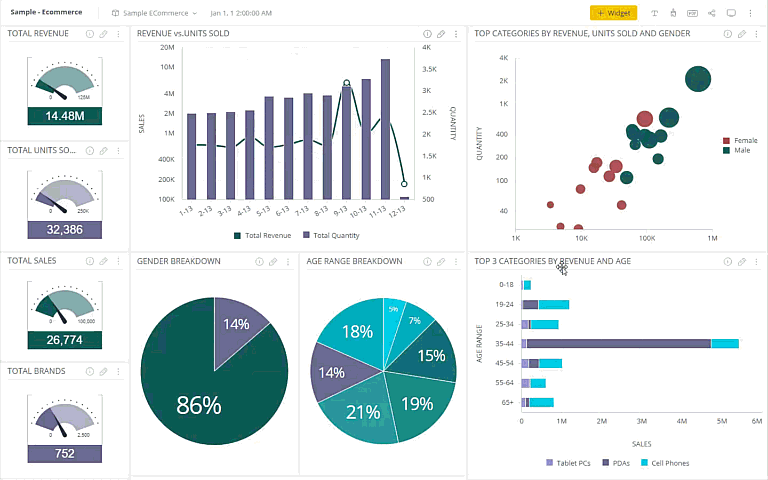 Sample - Ecommerce
Sample ECommerce
Jan 1, 1 2:00:00 AM
+ Widget
TOTAL REVENUE
0
125M
14.48M
TOTAL UNITS SO...
0
250K
32,386
TOTAL SALES
0
100,000
26,774
TOTAL BRANDS
0
2,500
752
REVENUE vs.UNITS SOLD
20M
10M
4M
2M
1M
400K
200K
100K
SALES
4K
3.5K
3K
2.5K
2K
1.5K
1K
500
QUANTITY
1-13
2-13
3-13
4-13
5-13
6-13
7-13
8-13
9-13
10-13
11-13
12-13
Total Revenue
Total Quantity
TOP CATEGORIES BY REVENUE, UNITS SOLD AND GENDER
4K
2K
1K
400
200
100
40
QUANTITY
1K
10K
100K
1M
Female
Male
GENDER BREAKDOWN
14%
86%
AGE RANGE BREAKDOWN
5%
7%
15%
19%
21%
14%
18%
TOP 3 CATEGORIES BY REVENUE AND AGE
AGE RANGE
0-18
19-24
25-34
35-44
45-54
55-64
65+
0
1M
2M
3M
4M
5M
6M
SALES
Tablet PCs
PDAs
Cell Phones